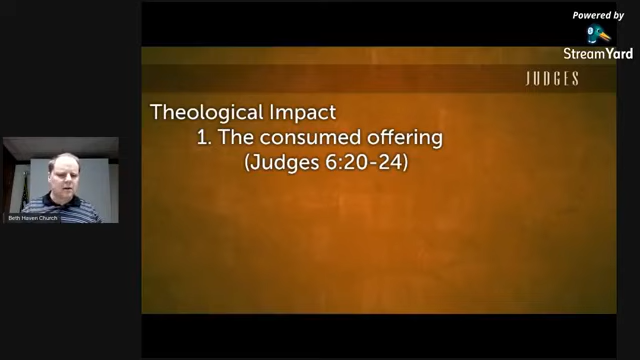 Powered by
StreamYard
JUDGES
Theological Impact
1. The consumed offering
(Judges 6:20-24)
Beth Haven Church